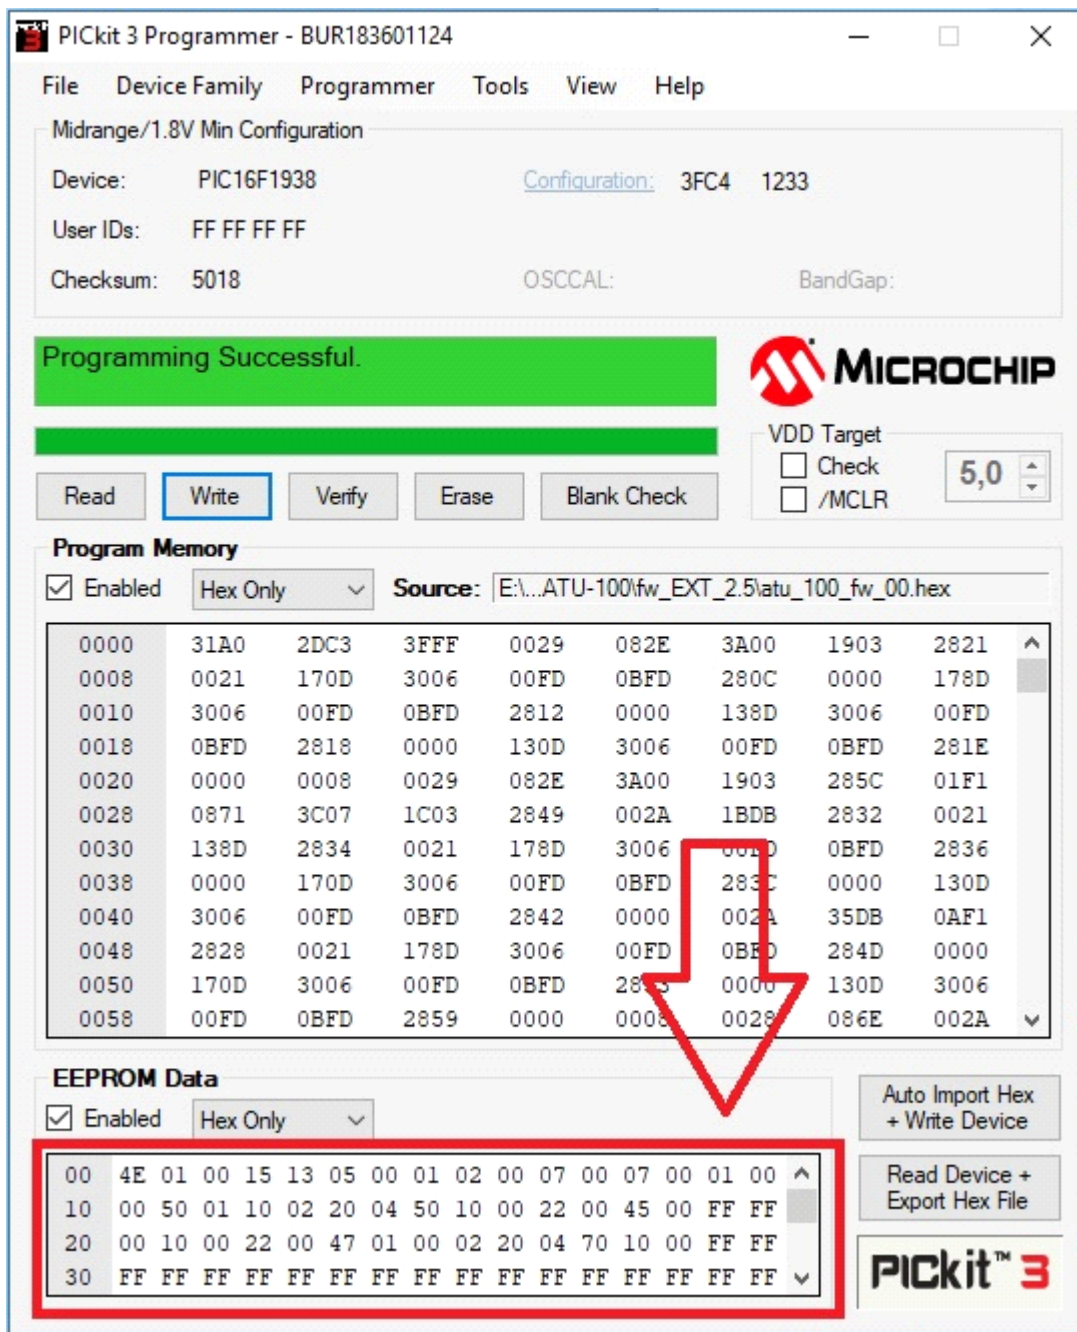 PICkit 3 Programmer - BUR183601124
File Device Family Programmer Tools View Help
Midrange/1.8V Min Configuration
Device: PIC16F1938 Configuration: 3FC4 1233
User IDs: FF FF FF FF
Checksum: 5018 OSCCAL: BandGap:
Programming Successful.
MICROCHIP
VDD Target
Check
/MCLR
5,0
Read Write Verify Erase Blank Check
Program Memory
Enabled Hex Only Source: E:\...ATU-100\fw_EXT_2.5\atu_100_fw_00.hex
0000 31A0 2DC3 3FFF 0029 082E 3A00 1903 2821
0008 0021 170D 3006 00FD 0BFD 280C 0000 178D
0010 3006 00FD 0BFD 2812 0000 138D 3006 00FD
0018 0BFD 2818 0000 130D 3006 00FD 0BFD 281E
0020 0000 0008 0029 082E 3A00 1903 285C 01F1
0028 0871 3C07 1C03 2849 002A 1BDB 2832 0021
0030 138D 2834 0021 178D 3006 00FD 0BFD 2836
0038 0000 170D 3006 00FD 0BFD 283C 0000 130D
0040 3006 00FD 0BFD 2842 0000 002A 35DB 0AF1
0048 2828 0021 178D 3006 00FD 0BFD 284D 0000
0050 170D 3006 00FD 0BFD 2853 0000 130D 3006
0058 00FD 0BFD 2859 0000 0008 0028 086E 002A
EEPROM Data
Enabled Hex Only
00 4E 01 00 15 13 05 00 01 02 00 07 00 07 00 01 00
10 00 50 01 10 02 20 04 50 10 00 22 00 45 00 FF FF
20 00 10 00 22 00 47 01 00 02 20 04 70 10 00 FF FF
30 FF FF FF FF FF FF FF FF FF FF FF FF FF FF FF FF
Auto Import Hex
+ Write Device
Read Device +
Export Hex File
PICkit™ 3